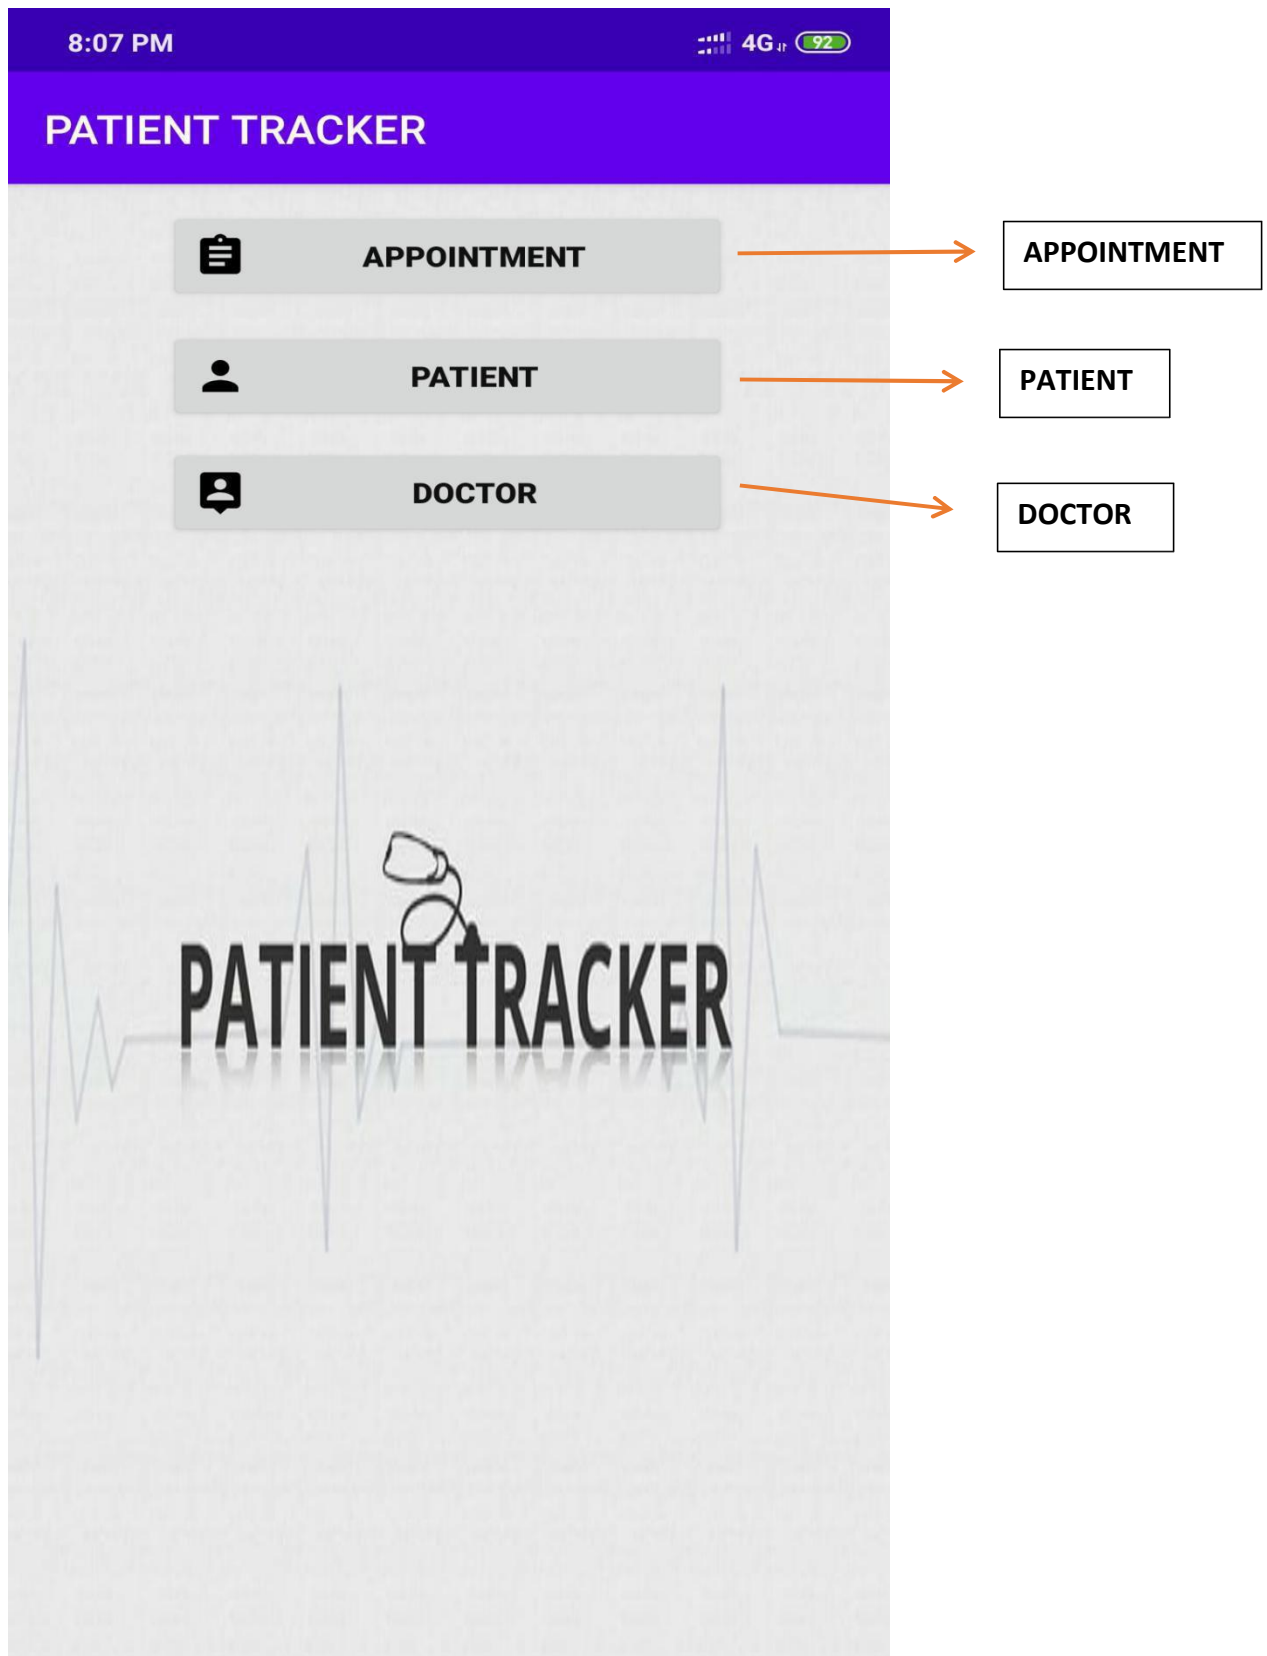 8:07 PM 4G 92
PATIENT TRACKER
APPOINTMENT APPOINTMENT
PATIENT PATIENT
DOCTOR DOCTOR
PATIENT TRACKER